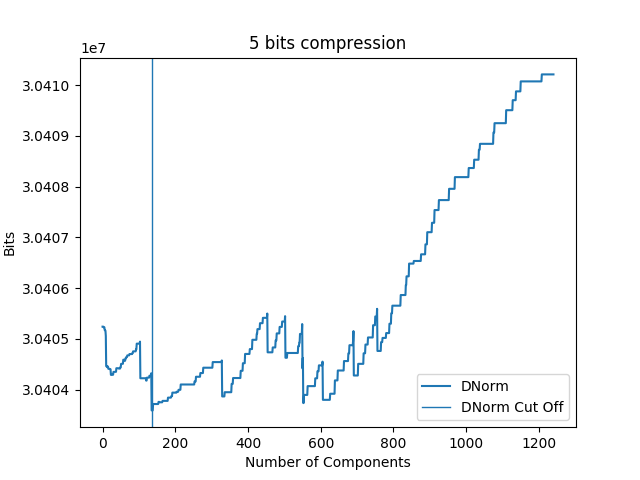 5 bits compression
1e7
3.0410
3.0409
3.0408
3.0407
3.0406
3.0405
3.0404
Bits
0 200 400 600 800 1000 1200
Number of Components
DNorm
DNorm Cut Off